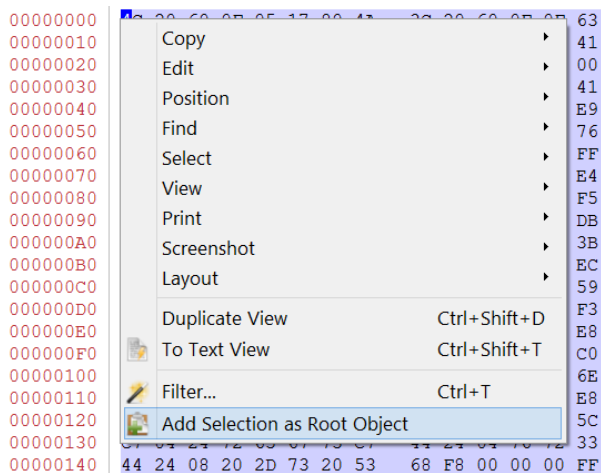 00000000 63
00000010 Copy 41
00000020 Edit 00
00000030 41
00000040 Position E9
00000050 Find 76
00000060 Select FF
00000070 E4
00000080 View F5
00000090 Print DB
000000A0 Screenshot 3B
000000B0 EC
000000C0 Layout 59
000000D0 F3
000000E0 Duplicate View Ctrl+Shift+D E8
000000F0 To Text View Ctrl+Shift+T C0
00000100 6E
00000110 Filter... Ctrl+T E8
00000120 Add Selection as Root Object 5C
00000130 33
00000140 44 24 08 20 2D 73 20 53 68 F8 00 00 00 FF